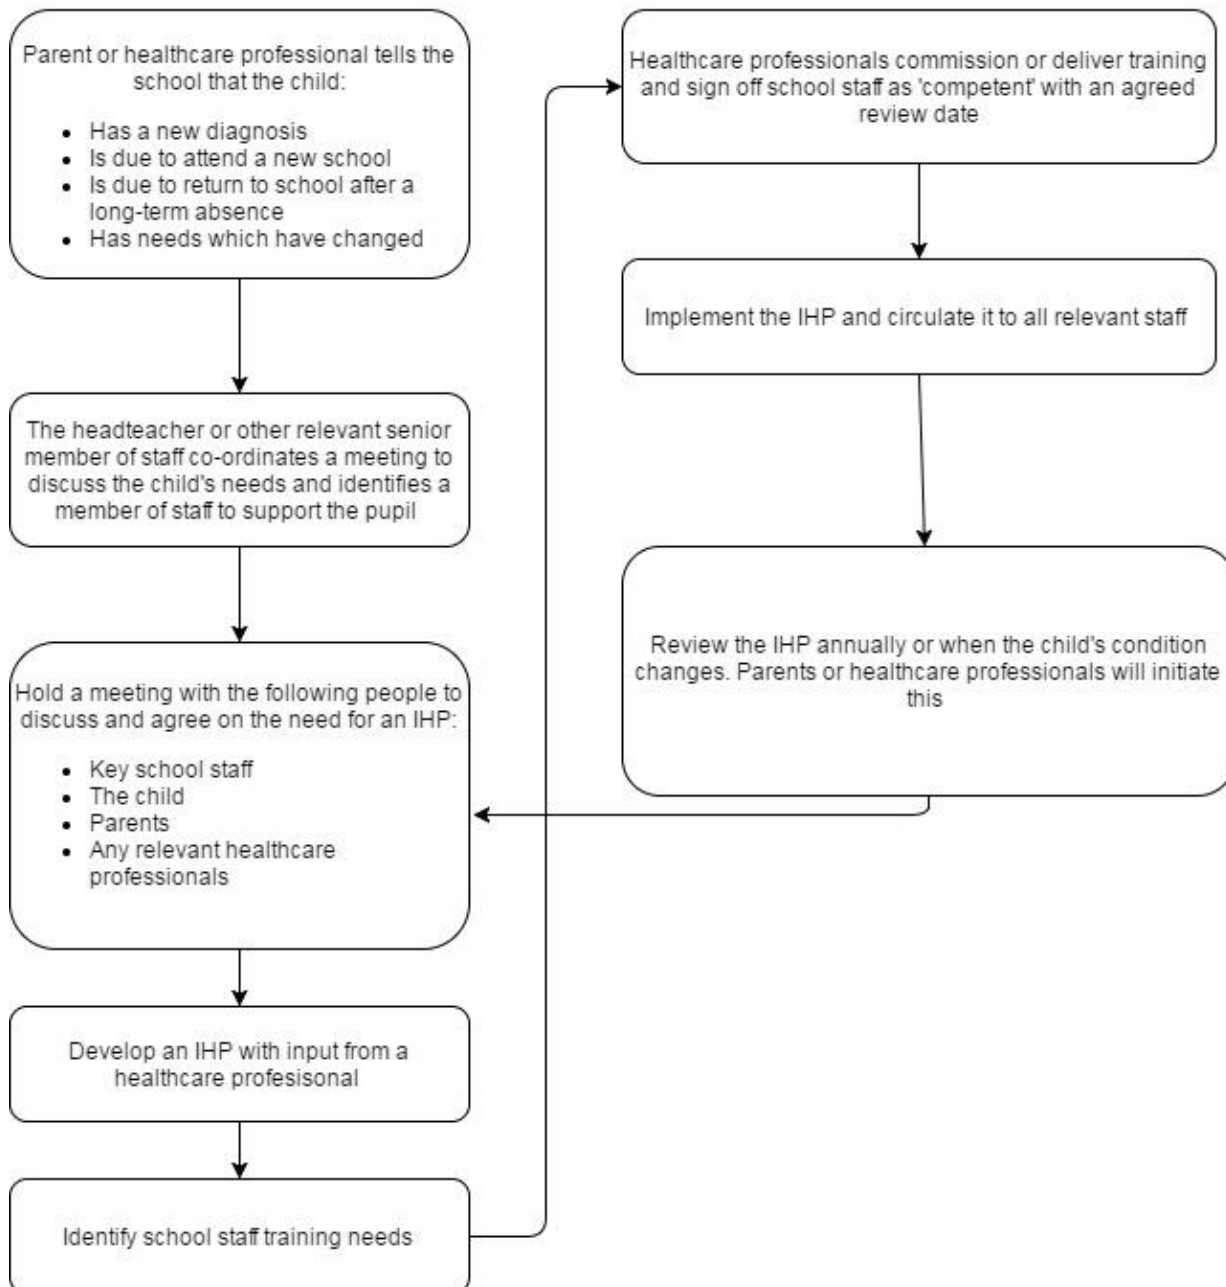 Parent or healthcare professional tells the
school that the child:
• Has a new diagnosis
• Is due to attend a new school
• Is due to return to school after a
long-term absence
• Has needs which have changed
The headteacher or other relevant senior
member of staff co-ordinates a meeting to
discuss the child's needs and identifies a
member of staff to support the pupil
Hold a meeting with the following people to
discuss and agree on the need for an IHP:
• Key school staff
• The child
• Parents
• Any relevant healthcare
professionals
Develop an IHP with input from a
healthcare profesisonal
Identify school staff training needs
Healthcare professionals commission or deliver training
and sign off school staff as 'competent' with an agreed
review date
Implement the IHP and circulate it to all relevant staff
Review the IHP annually or when the child's condition
changes. Parents or healthcare professionals will initiate
this